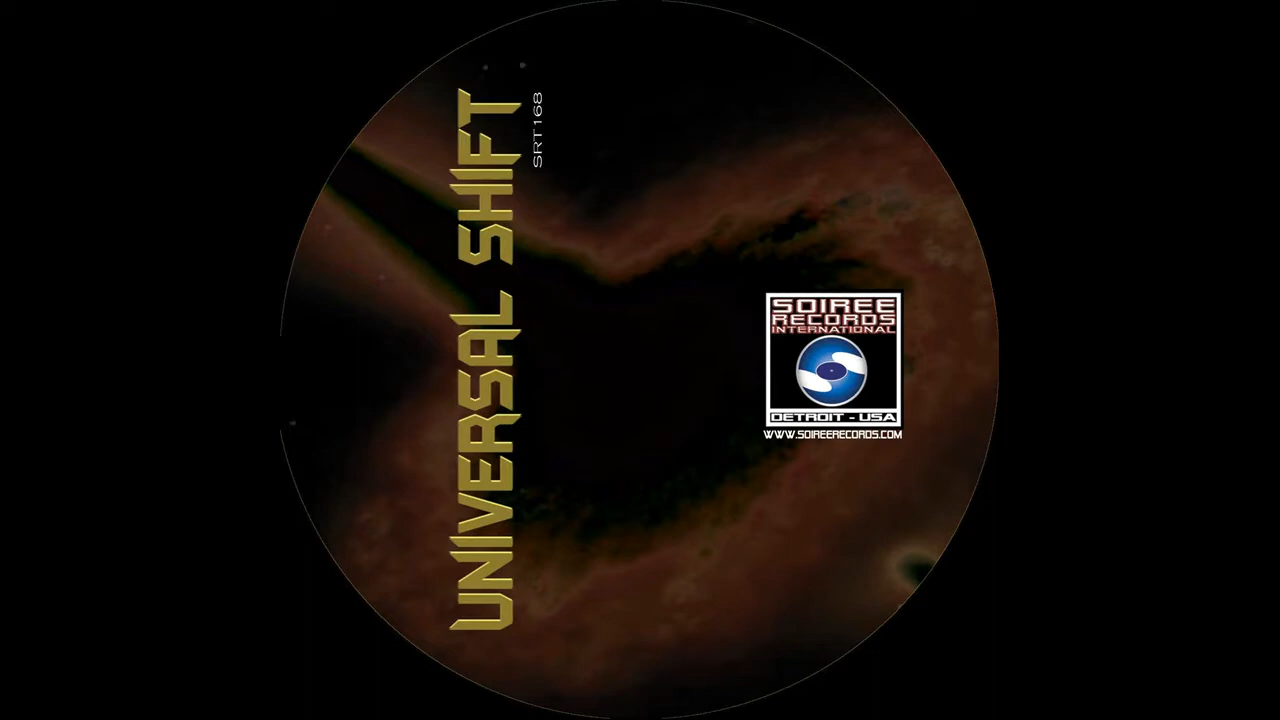 UNIVERSAL SHIFT
SRT168
SOIREE
RECORDS
INTERNATIONAL
DETROIT - USA
WWW.SOIREERECORDS.COM